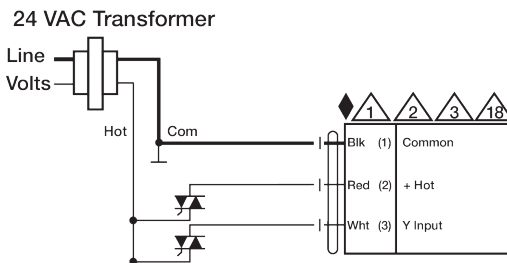 24 VAC Transformer
Line
Volts
Hot
Com
1
2
3
18
Blk (1) Common
Red (2) + Hot
Wht (3) Y Input